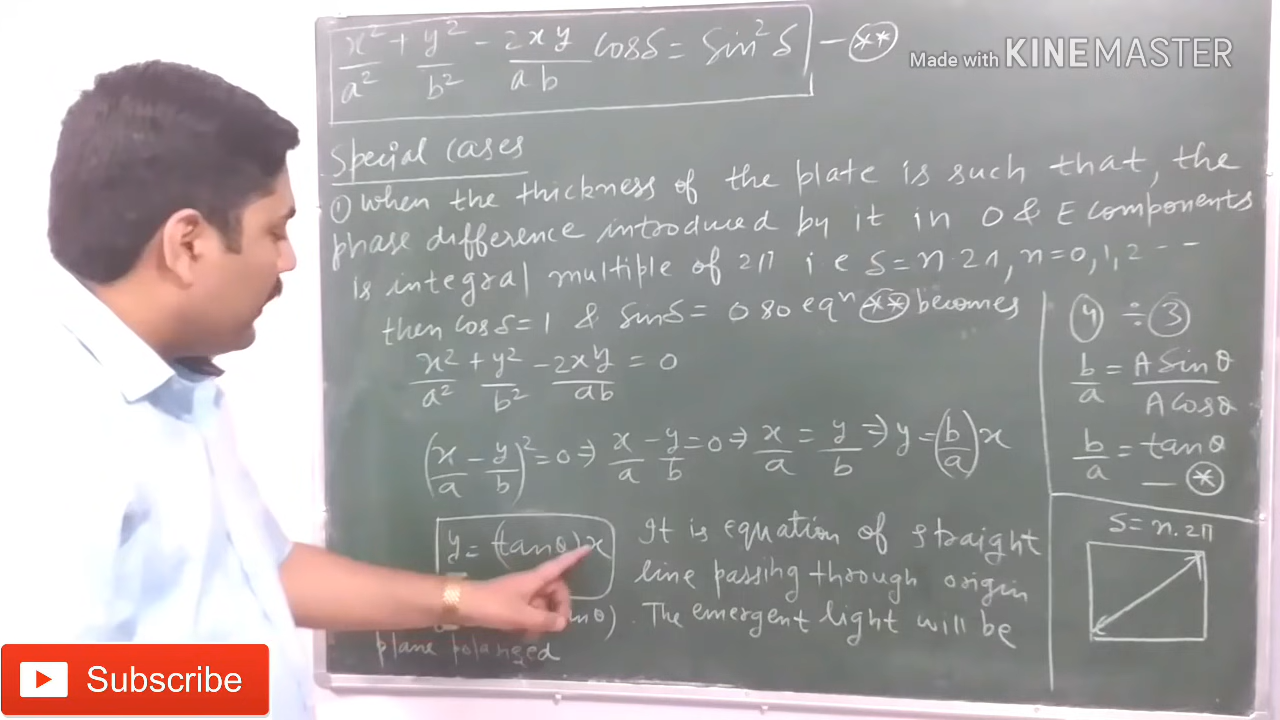 x²/a² + y²/b² - 2xy/ab cosδ = Sin²δ — **
Made with KINEMASTER
Special cases
① When the thickness of the plate is such that, the
phase difference introduced by it in O & E components
is integral multiple of 2π i.e δ = n·2π, n=0,1,2 - - -
then cosδ = 1 & sinδ = 0 so eqⁿ ** becomes
x²/a² + y²/b² - 2xy/ab = 0
(x/a - y/b)² = 0 ⇒ x/a - y/b = 0 ⇒ x/a = y/b ⇒ y = (b/a)x
y = (tanθ)x It is equation of straight
line passing through origin
nθ). The emergent light will be
plane polarized
④ ÷ ③
b/a = A Sinθ / A cosθ
b/a = tanθ
— *
δ = n.2π
Subscribe